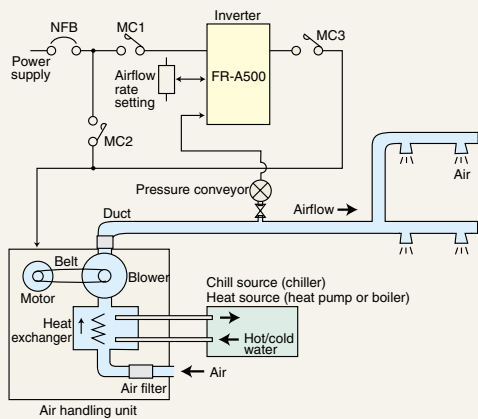 NFB
MC1
Inverter
MC3
Power
supply
Airflow
rate
setting
FR-A500
MC2
Air
Pressure conveyor
Airflow
Duct
Belt
Blower
Motor
Chill source (chiller)
Heat source (heat pump or boiler)
Heat
exchanger
Hot/cold
water
Air
Air filter
Air handling unit